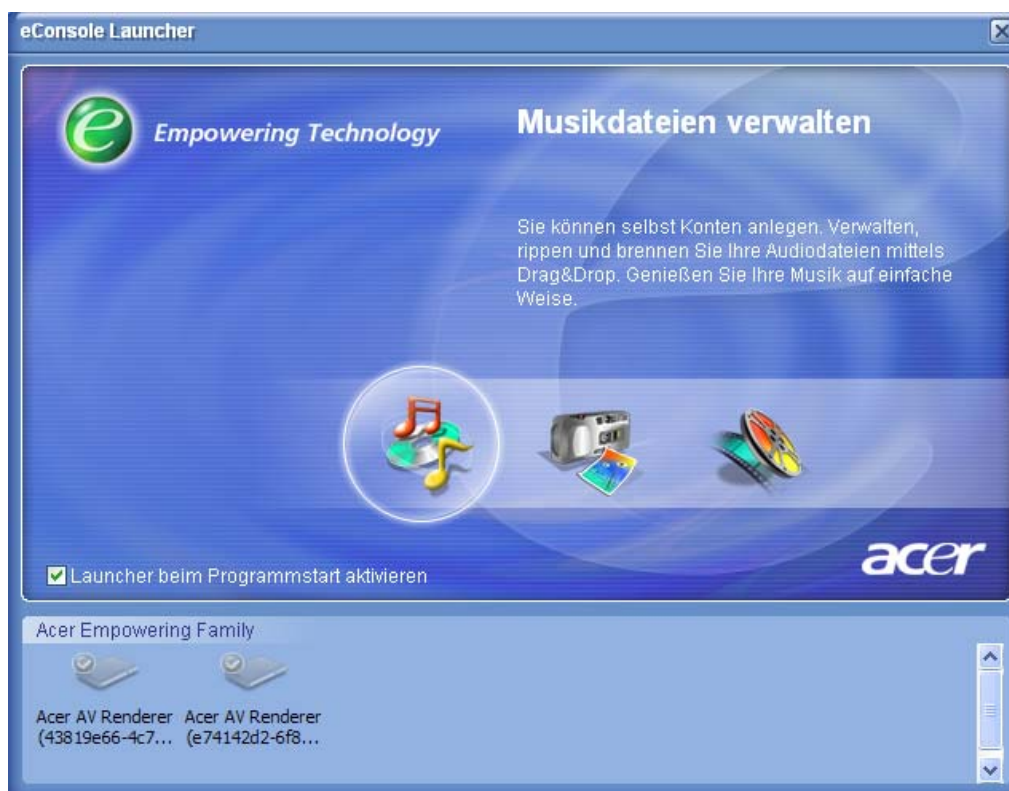 eConsole Launcher
Empowering Technology
Musikdateien verwalten
Sie können selbst Konten anlegen. Verwalten,
rippen und brennen Sie Ihre Audiodateien mittels
Drag&Drop. Genießen Sie Ihre Musik auf einfache
Weise.
acer
Launcher beim Programmstart aktivieren
Acer Empowering Family
Acer AV Renderer
(43819e66-4c7...
Acer AV Renderer
(e74142d2-6f8...